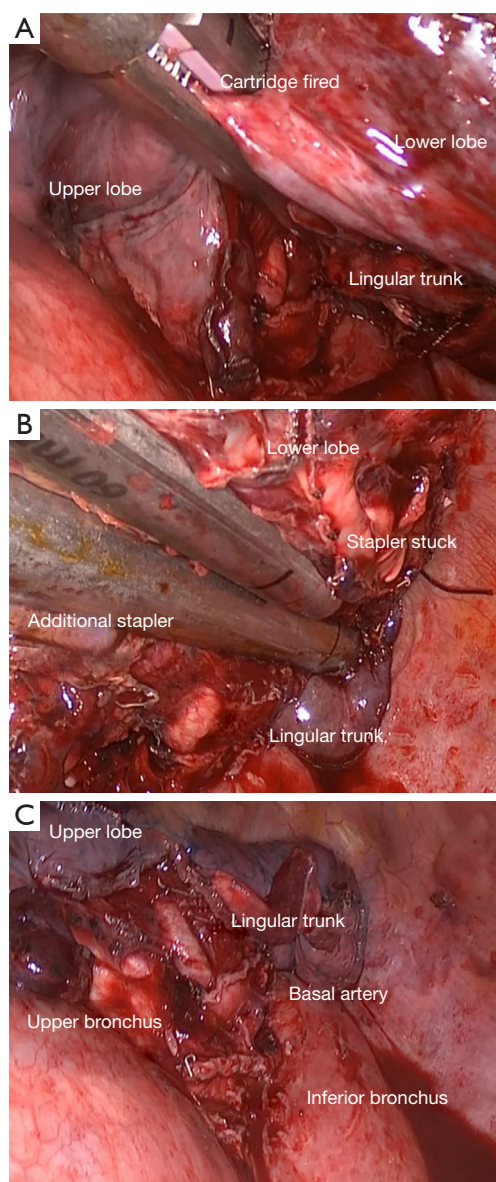 A
Cartridge fired
Lower lobe
Upper lobe
Lingular trunk
B
Lower lobe
60 mm
Stapler stuck
Additional stapler
Lingular trunk
C
Upper lobe
Lingular trunk
Basal artery
Upper bronchus
Inferior bronchus